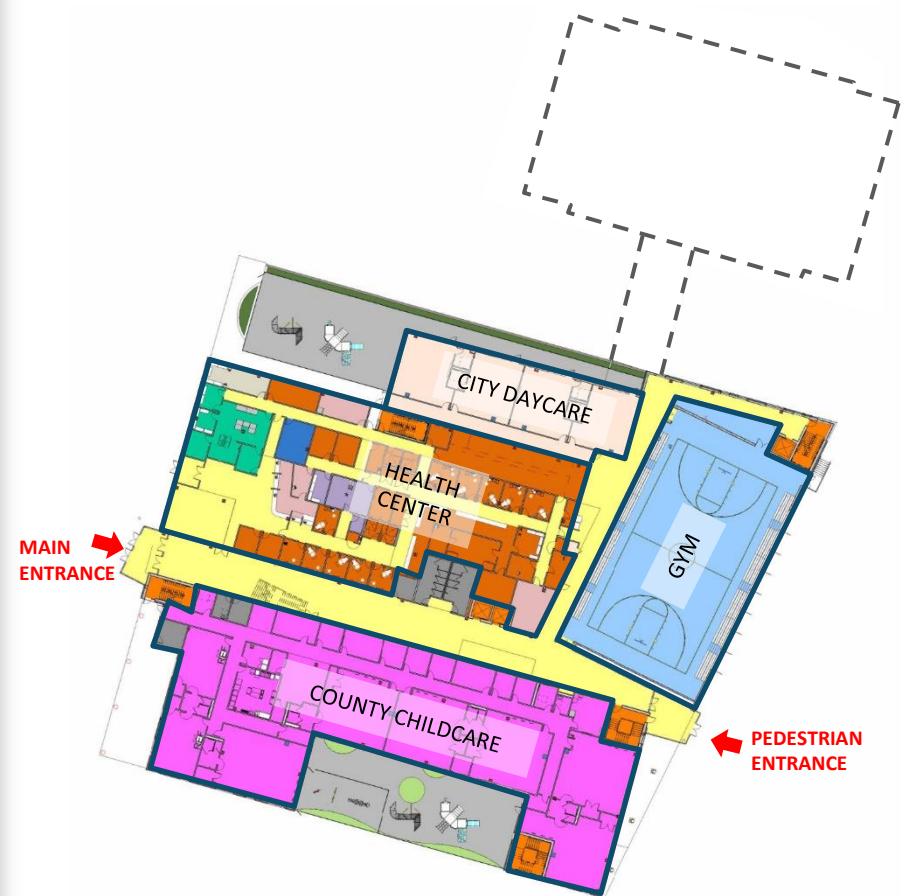 CITY DAYCARE
HEALTH
CENTER
GYM
MAIN
ENTRANCE
COUNTY CHILDCARE
PEDESTRIAN
ENTRANCE